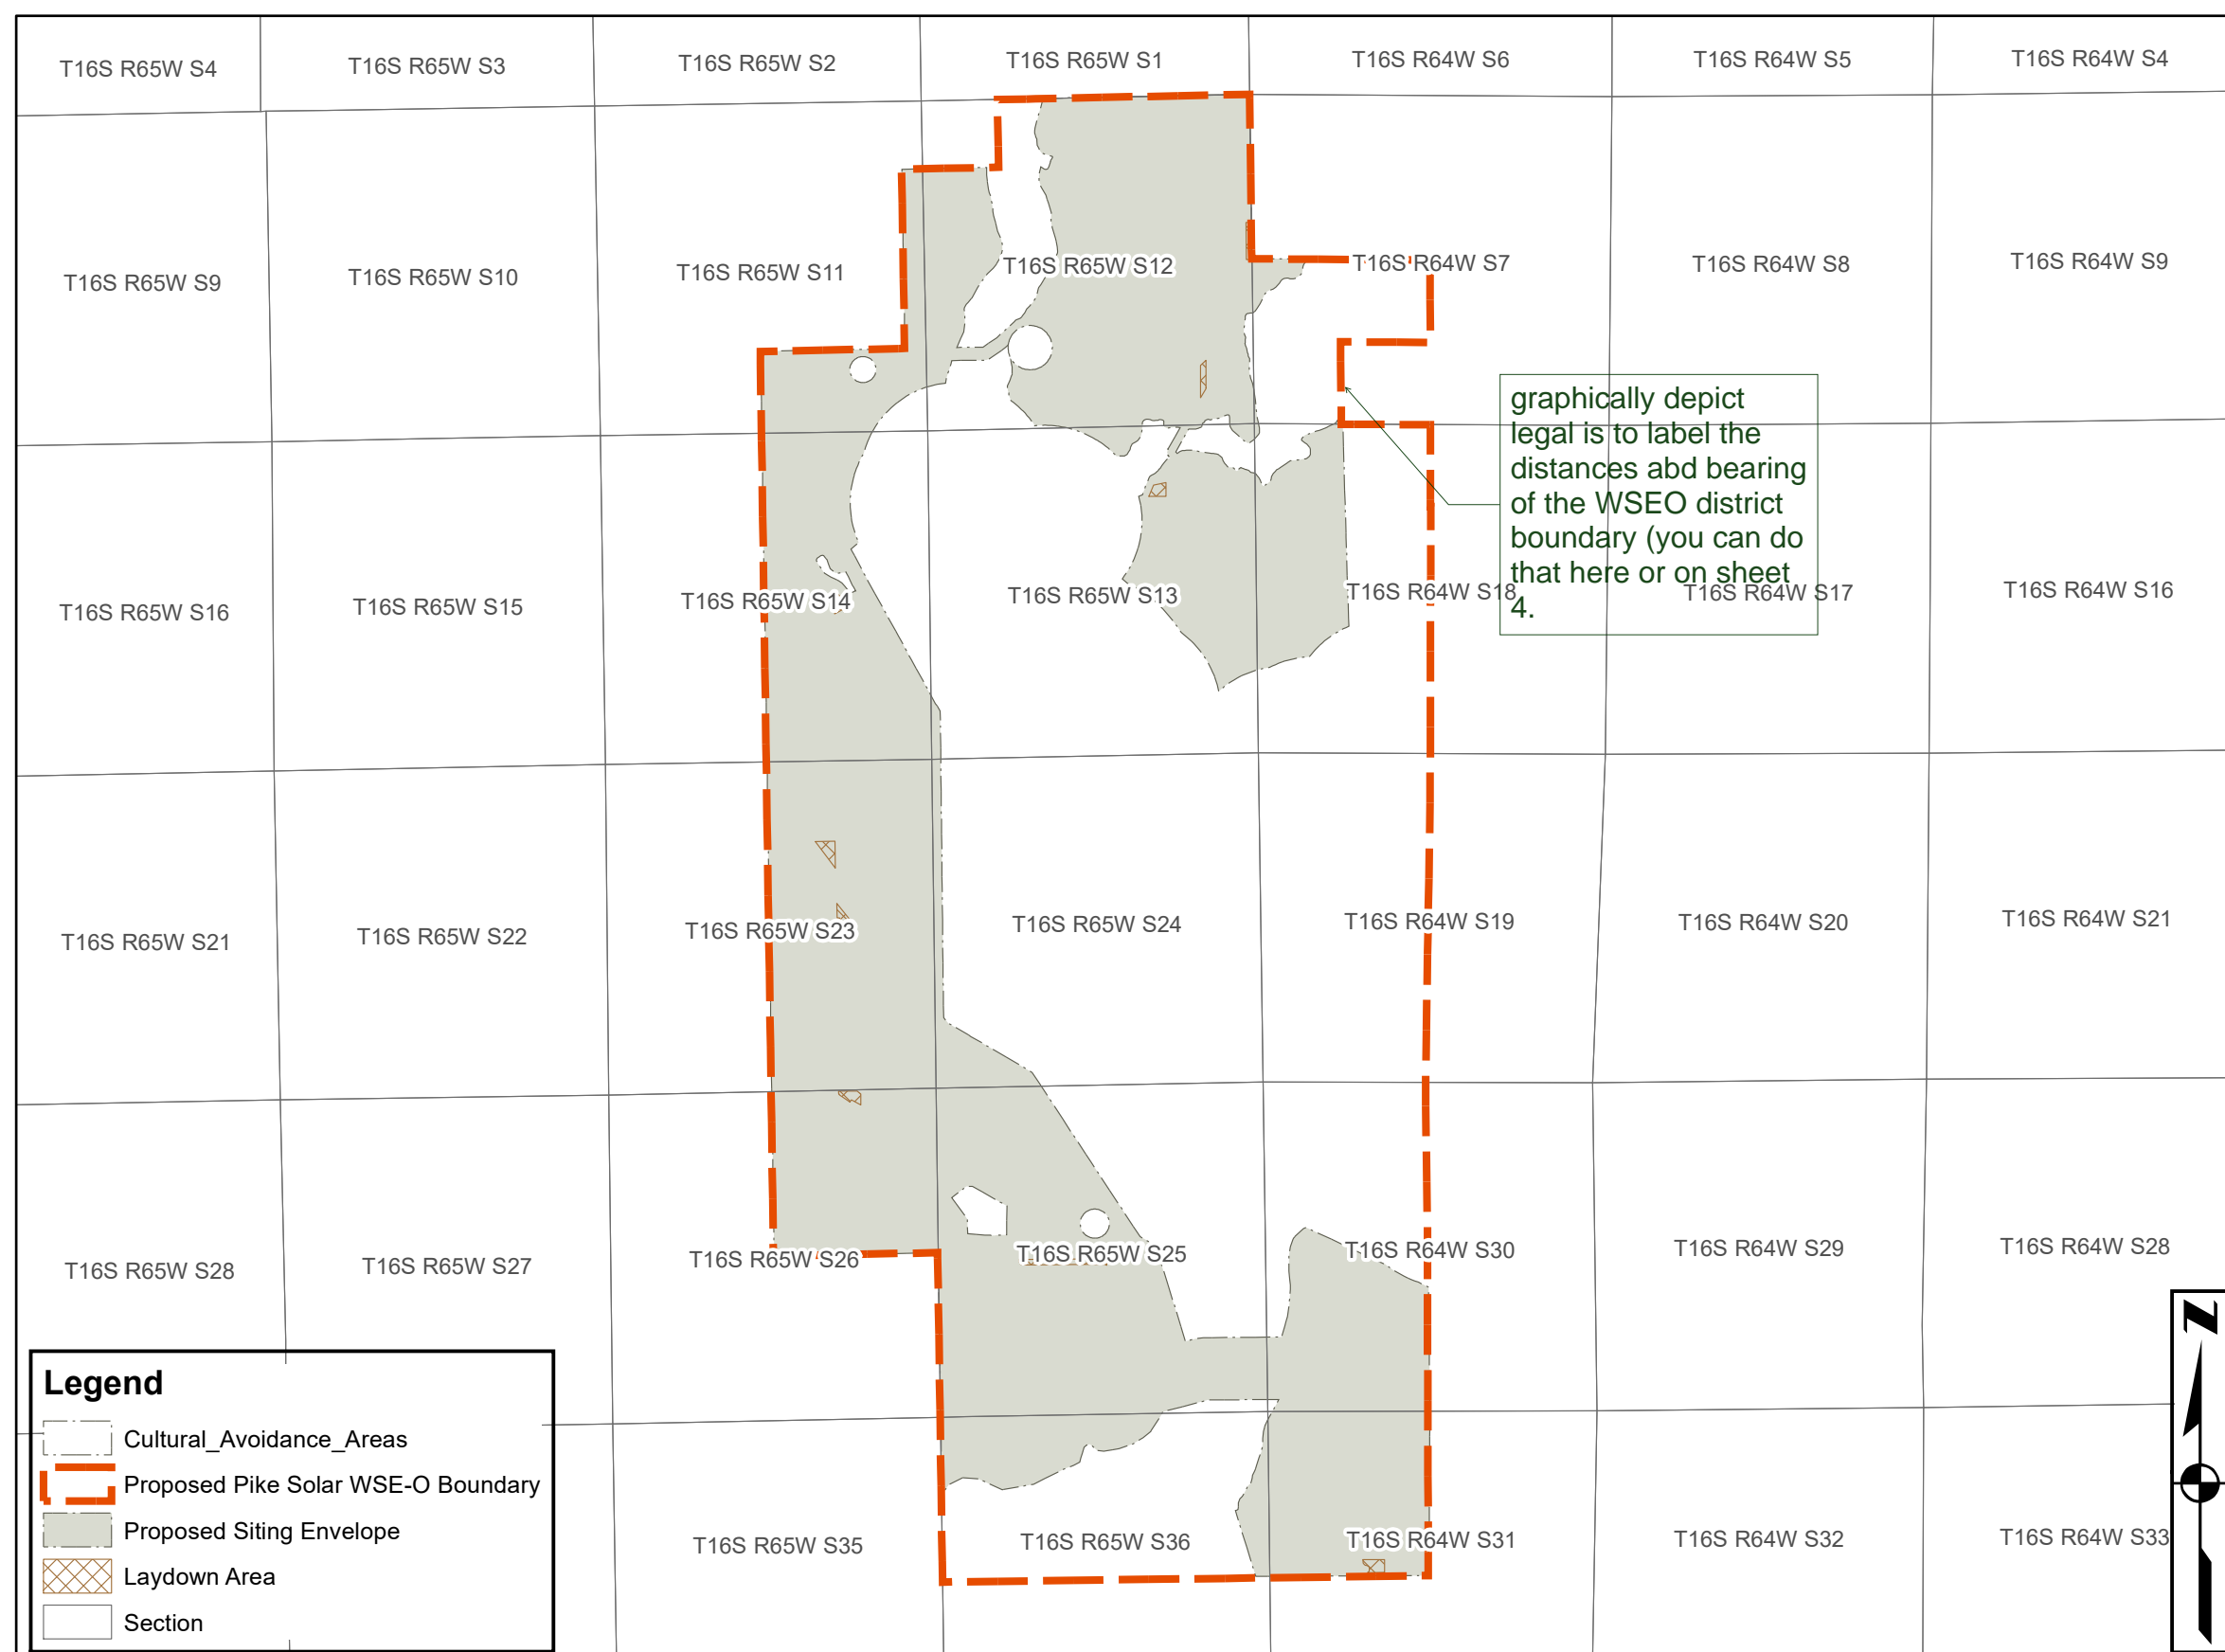 T16S R65W S4
T16S R65W S3
T16S R65W S2
T16S R65W S1
T16S R64W S6
T16S R64W S5
T16S R64W S4
T16S R65W S9
T16S R65W S10
T16S R65W S11
T16S R65W S12
T16S R64W S7
T16S R64W S8
T16S R64W S9
graphically depict
legal is to label the
distances abd bearing
of the WSEO district
boundary (you can do
that here or on sheet
4.
T16S R65W S16
T16S R65W S15
T16S R65W S14
T16S R65W S13
T16S R64W S18
T16S R64W S17
T16S R64W S16
T16S R65W S21
T16S R65W S22
T16S R65W S23
T16S R65W S24
T16S R64W S19
T16S R64W S20
T16S R64W S21
T16S R65W S28
T16S R65W S27
T16S R65W S26
T16S R65W S25
T16S R64W S30
T16S R64W S29
T16S R64W S28
T16S R65W S35
T16S R65W S36
T16S R64W S31
T16S R64W S32
T16S R64W S33
Legend
Cultural_Avoidance_Areas
Proposed Pike Solar WSE-O Boundary
Proposed Siting Envelope
Laydown Area
Section
N